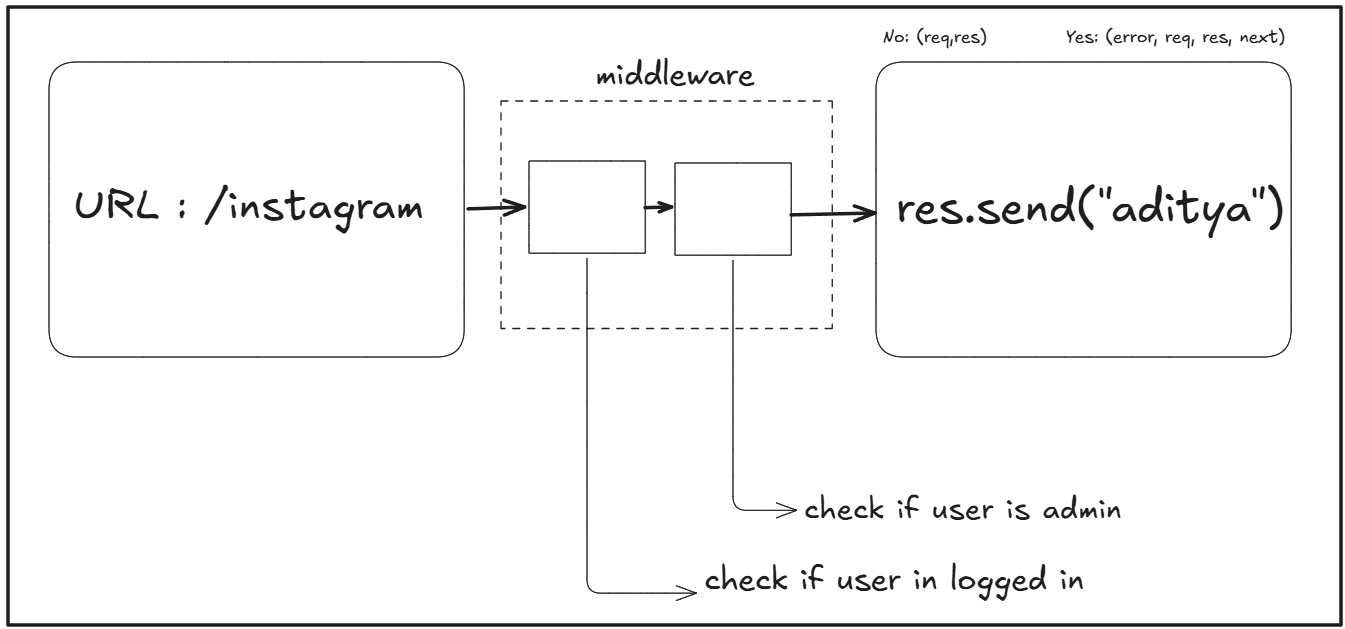 No: (req,res)
Yes: (error, req, res, next)
middleware
URL : /instagram
res.send("aditya")
check if user is admin
check if user in logged in